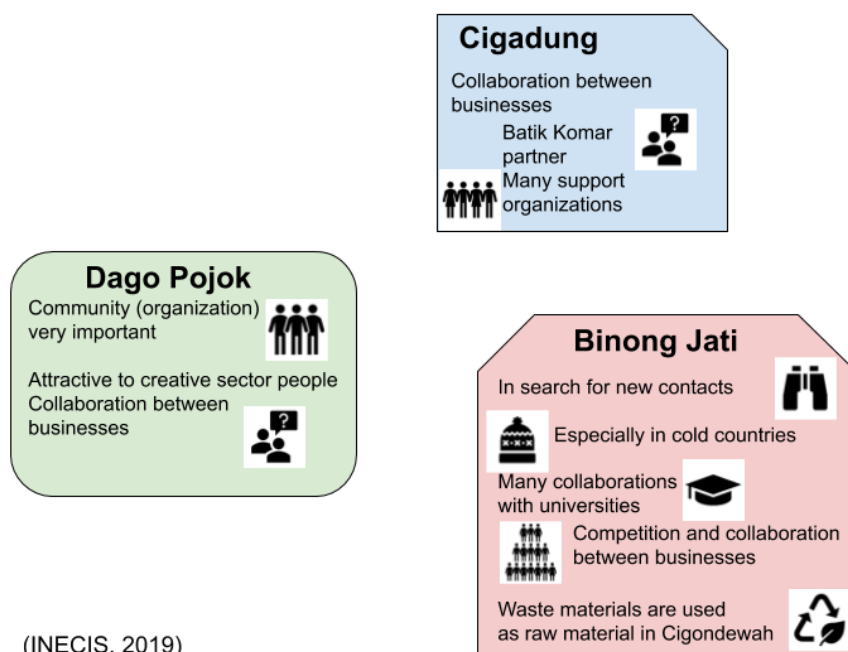 Cigadung
Collaboration between
businesses
Batik Komar
partner
Many support
organizations
Dago Pojok
Community (organization)
very important
Attractive to creative sector people
Collaboration between
businesses
Binong Jati
In search for new contacts
Especially in cold countries
Many collaborations
with universities
Competition and collaboration
between businesses
Waste materials are used
as raw material in Cigondewah
(INECIS, 2019)